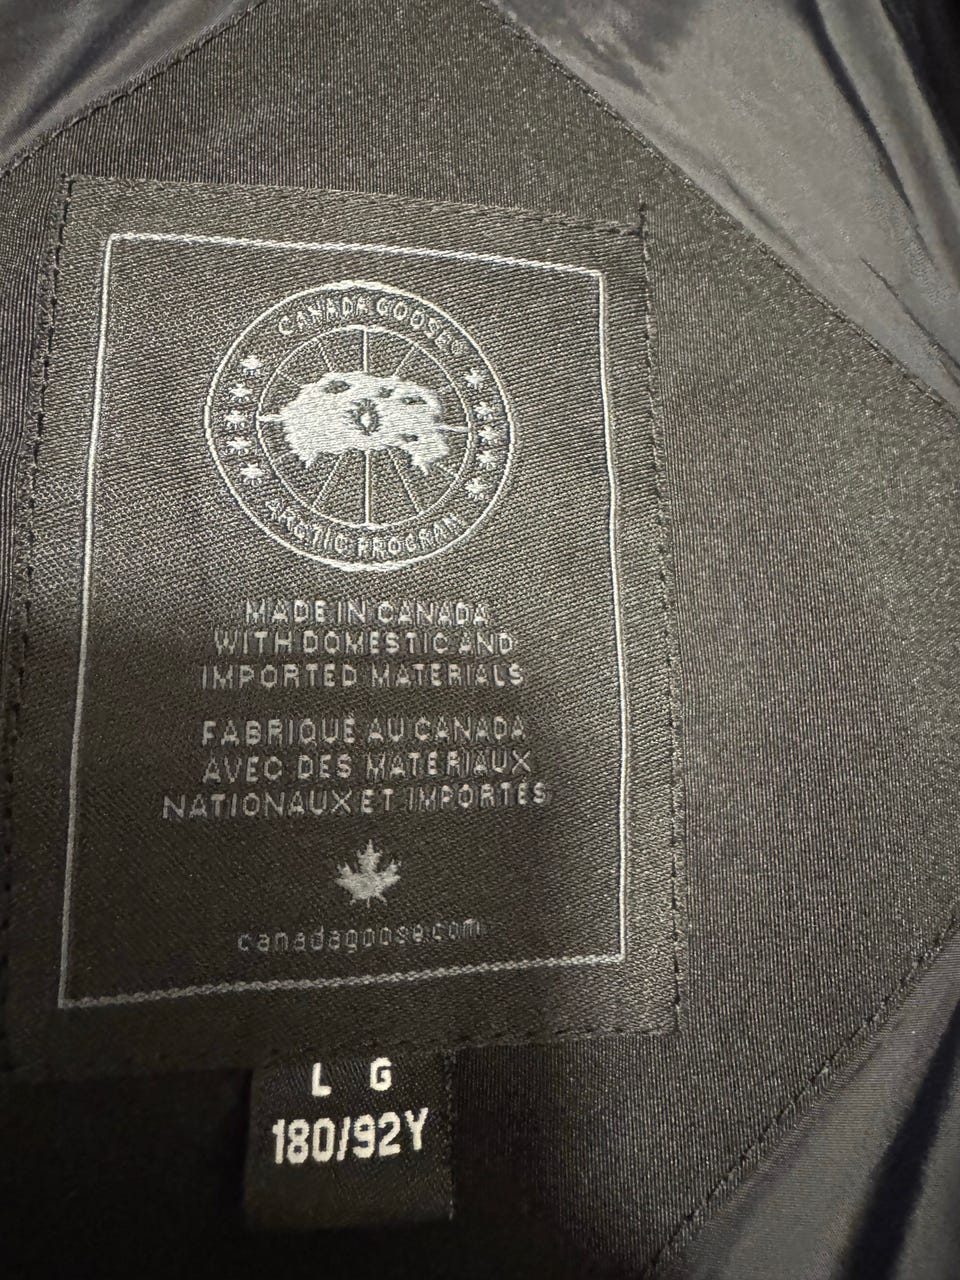 CANADA GOOSE
ARCTIC PROGRAM
MADE IN CANADA
WITH DOMESTIC AND
IMPORTED MATERIALS
FABRIQUÉ AU CANADA
AVEC DES MATERIAUX
NATIONAUX ET IMPORTES
canadagoose.com
L G
180/92Y